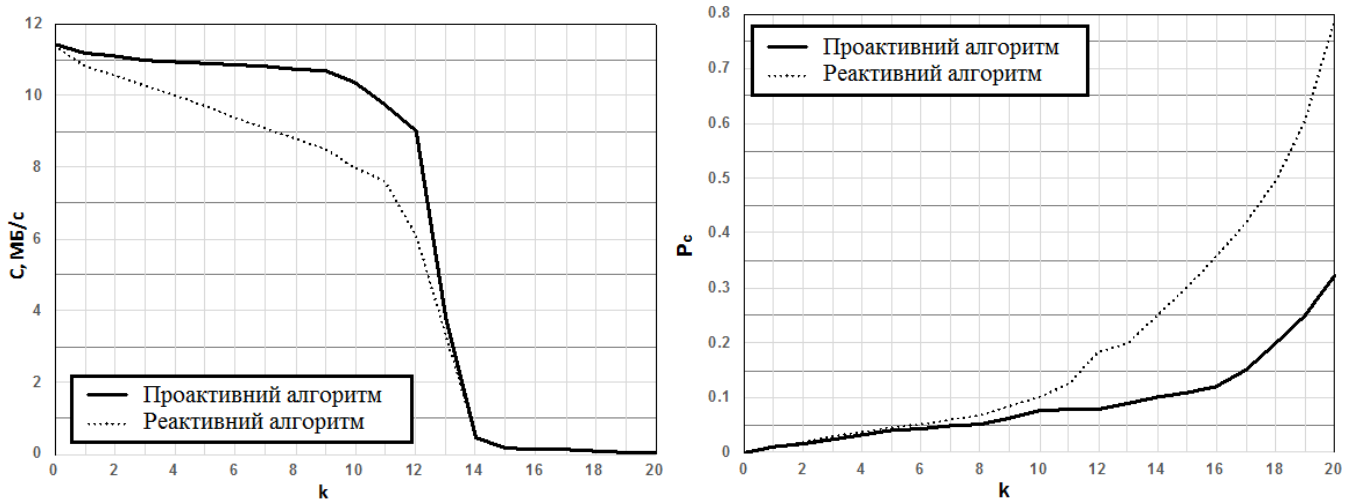 12
10
8
6
4
2
0
C, МБ/с
Проактивний алгоритм
Реактивний алгоритм
0 2 4 6 8 10 12 14 16 18 20
k
0.8
0.7
0.6
0.5
0.4
0.3
0.2
0.1
0
Pc
Проактивний алгоритм
Реактивний алгоритм
0 2 4 6 8 10 12 14 16 18 20
k